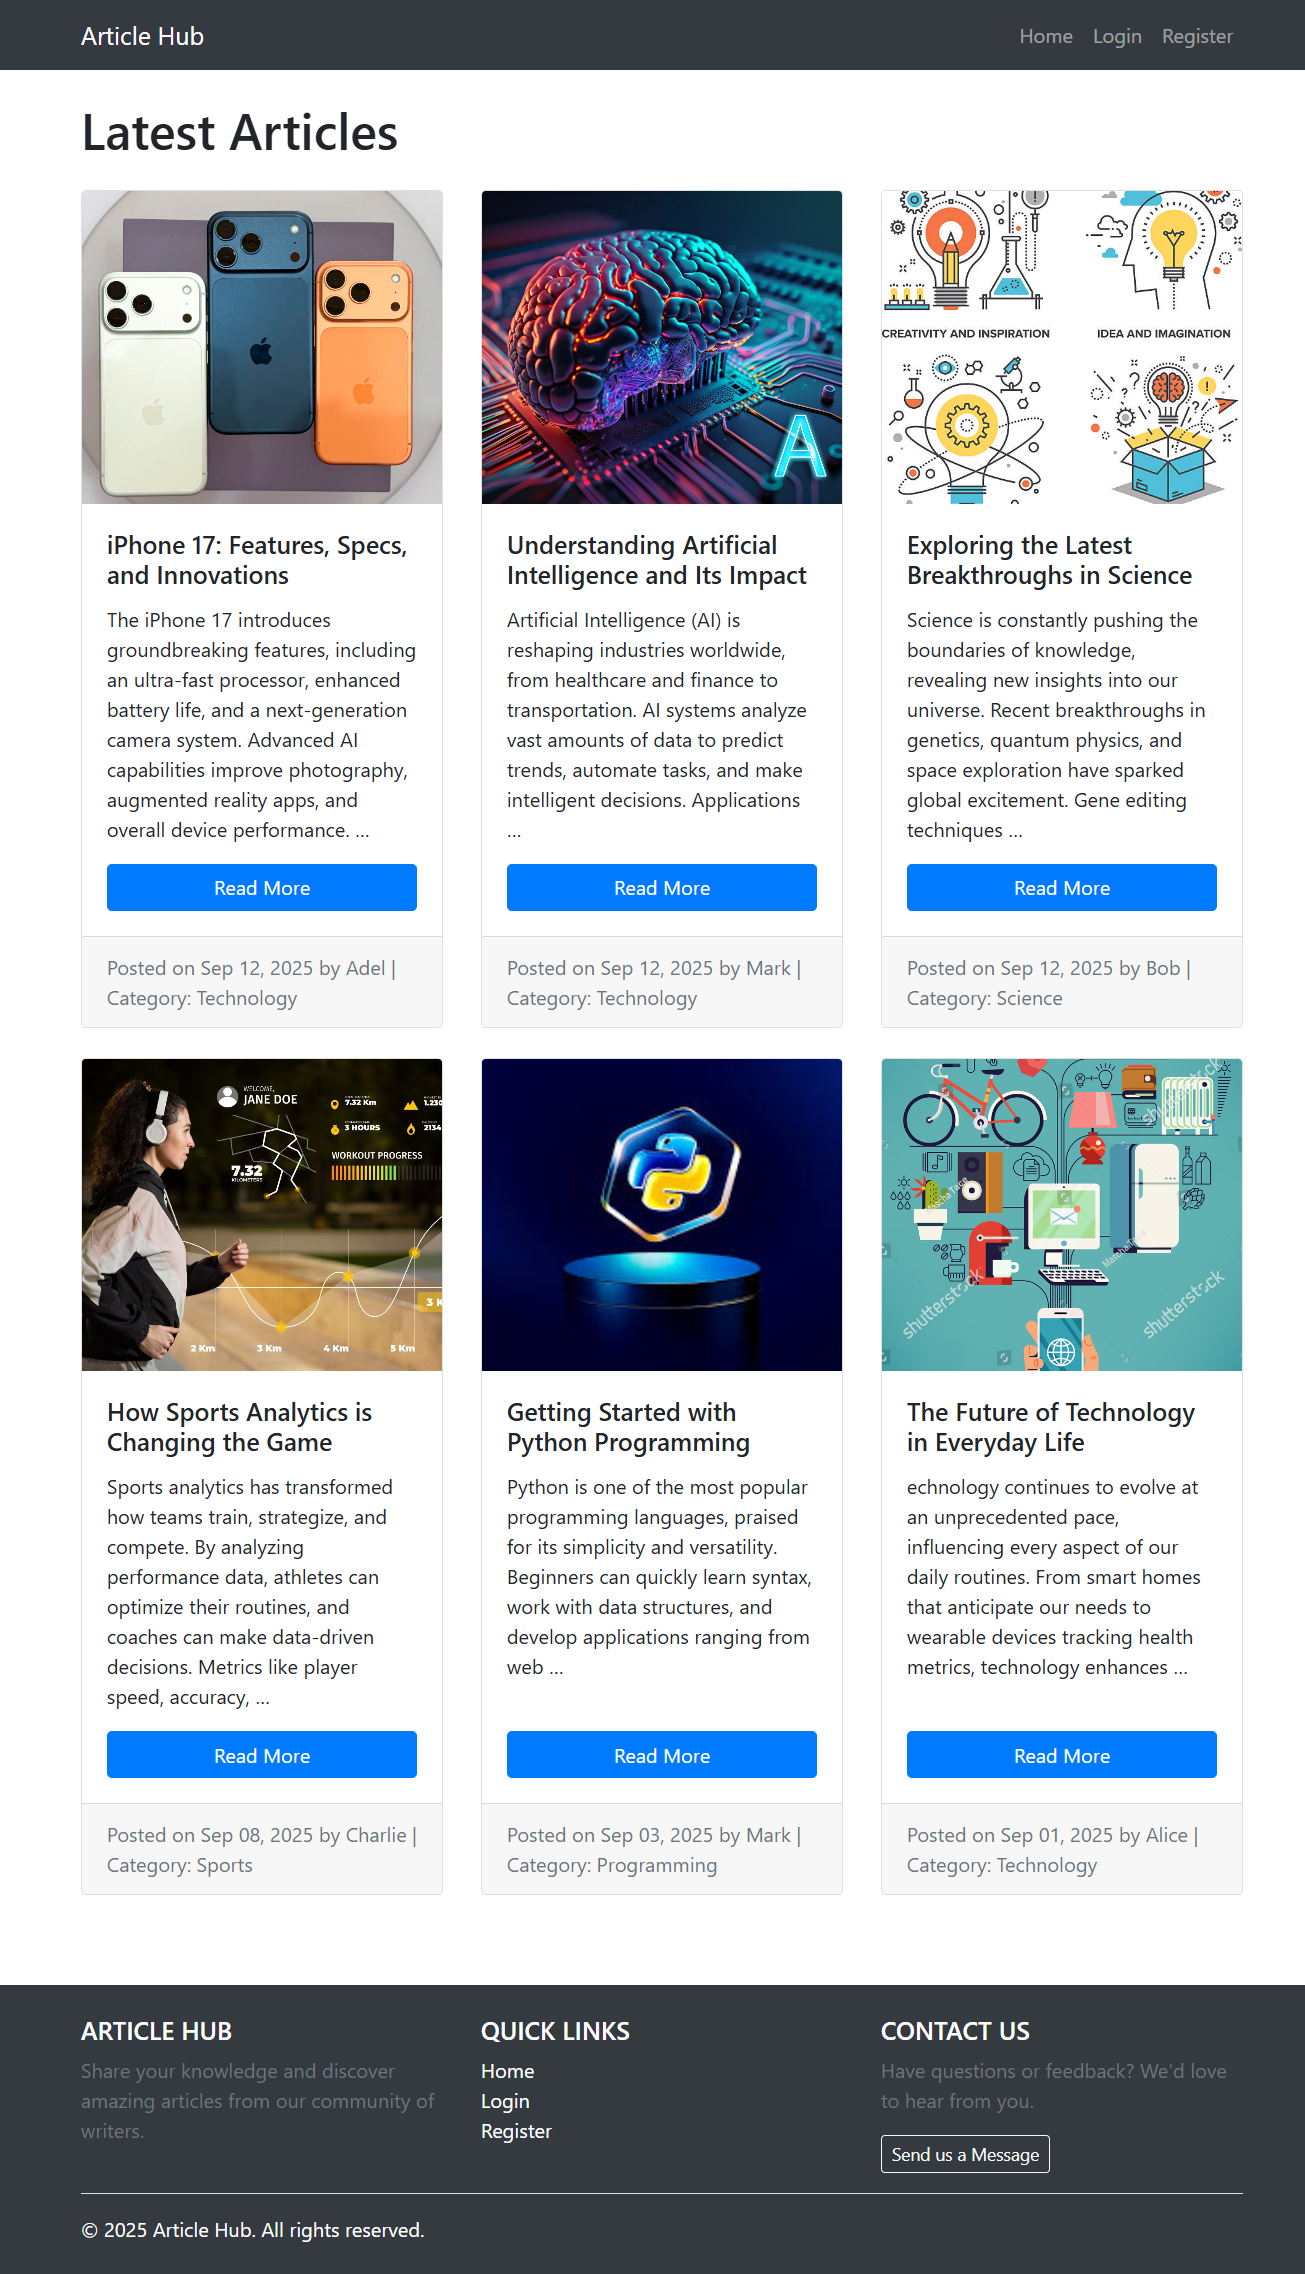 Article Hub
Home Login Register
Latest Articles
CREATIVITY AND INSPIRATION
IDEA AND IMAGINATION
A
iPhone 17: Features, Specs,
and Innovations
The iPhone 17 introduces
groundbreaking features, including
an ultra-fast processor, enhanced
battery life, and a next-generation
camera system. Advanced AI
capabilities improve photography,
augmented reality apps, and
overall device performance. ...
Read More
Posted on Sep 12, 2025 by Adel |
Category: Technology
Understanding Artificial
Intelligence and Its Impact
Artificial Intelligence (AI) is
reshaping industries worldwide,
from healthcare and finance to
transportation. AI systems analyze
vast amounts of data to predict
trends, automate tasks, and make
intelligent decisions. Applications
...
Read More
Posted on Sep 12, 2025 by Mark |
Category: Technology
Exploring the Latest
Breakthroughs in Science
Science is constantly pushing the
boundaries of knowledge,
revealing new insights into our
universe. Recent breakthroughs in
genetics, quantum physics, and
space exploration have sparked
global excitement. Gene editing
techniques ...
Read More
Posted on Sep 12, 2025 by Bob |
Category: Science
WELCOME,
JANE DOE
7.32 Km
1.230
3 HOURS
2134
WORKOUT PROGRESS
7.32
KILOMETERS
3 K
2 Km 3 Km 4 Km 5 Km
How Sports Analytics is
Changing the Game
Sports analytics has transformed
how teams train, strategize, and
compete. By analyzing
performance data, athletes can
optimize their routines, and
coaches can make data-driven
decisions. Metrics like player
speed, accuracy, ...
Read More
Posted on Sep 08, 2025 by Charlie |
Category: Sports
Getting Started with
Python Programming
Python is one of the most popular
programming languages, praised
for its simplicity and versatility.
Beginners can quickly learn syntax,
work with data structures, and
develop applications ranging from
web ...
Read More
Posted on Sep 03, 2025 by Mark |
Category: Programming
shutterstock
Mascha Tace
Mascha Tace
shutterstock
shutterstock
The Future of Technology
in Everyday Life
echnology continues to evolve at
an unprecedented pace,
influencing every aspect of our
daily routines. From smart homes
that anticipate our needs to
wearable devices tracking health
metrics, technology enhances ...
Read More
Posted on Sep 01, 2025 by Alice |
Category: Technology
ARTICLE HUB
Share your knowledge and discover
amazing articles from our community of
writers.
QUICK LINKS
Home
Login
Register
CONTACT US
Have questions or feedback? We'd love
to hear from you.
Send us a Message
© 2025 Article Hub. All rights reserved.